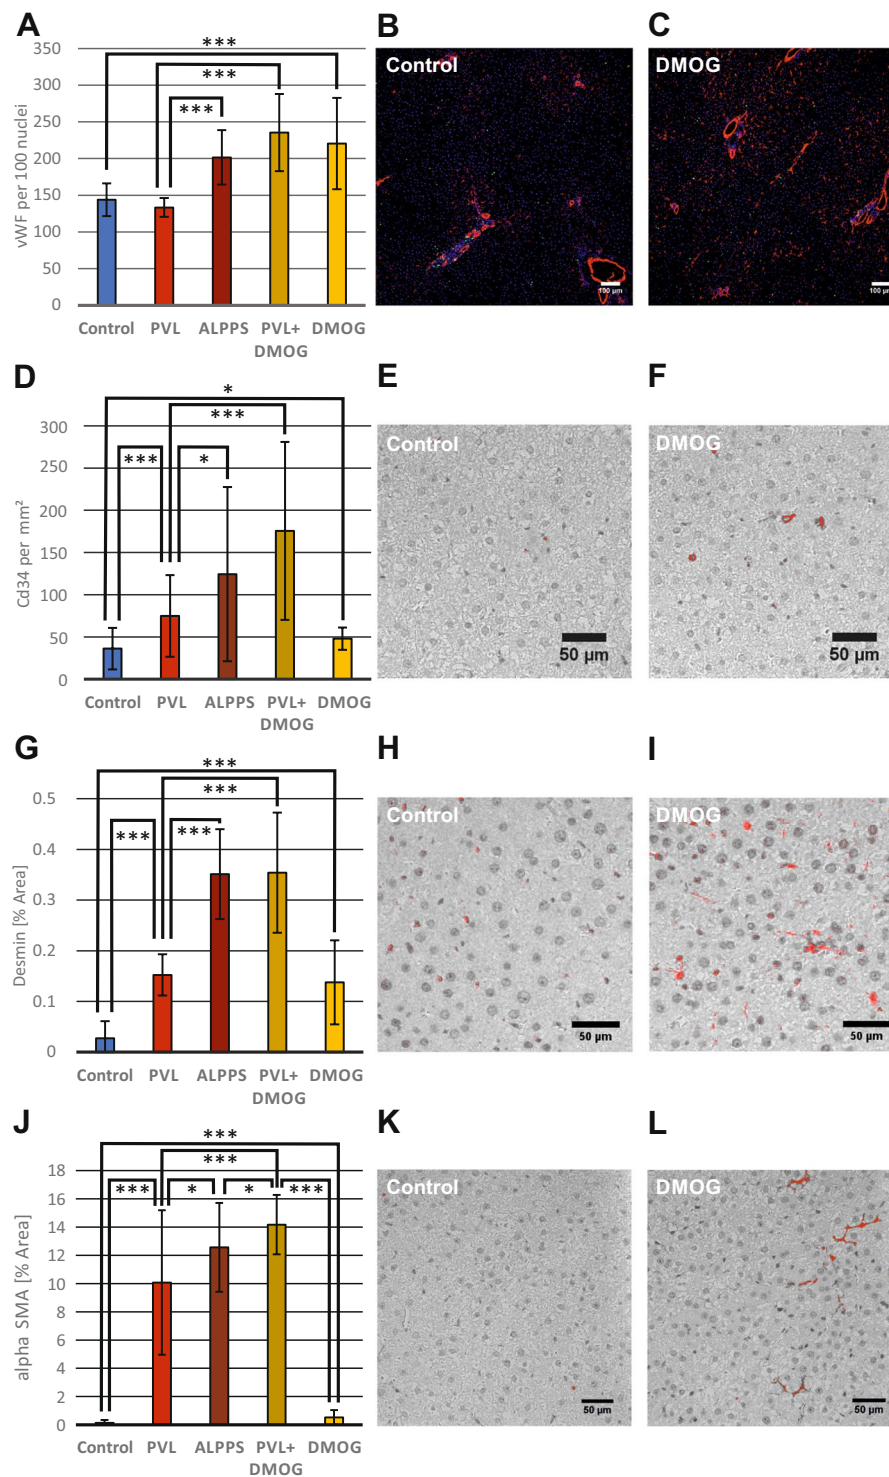 A
B
C
350
300
250
200
150
100
50
0
vWF per 100 nuclei
***
***
***
Control
PVL
ALPPS
PVL+
DMOG
DMOG
Control
100 µm
DMOG
100 µm
D
E
F
300
250
200
150
100
50
0
Cd34 per mm²
*
***
***
*
Control
PVL
ALPPS
PVL+
DMOG
DMOG
Control
50 µm
DMOG
50 µm
G
H
I
0.5
0.4
0.3
0.2
0.1
0
Desmin [% Area]
***
***
***
***
Control
PVL
ALPPS
PVL+
DMOG
DMOG
Control
50 µm
DMOG
50 µm
J
K
L
18
16
14
12
10
8
6
4
2
0
alpha SMA [% Area]
***
***
***
*
*
***
Control
PVL
ALPPS
PVL+
DMOG
DMOG
Control
50 µm
DMOG
50 µm